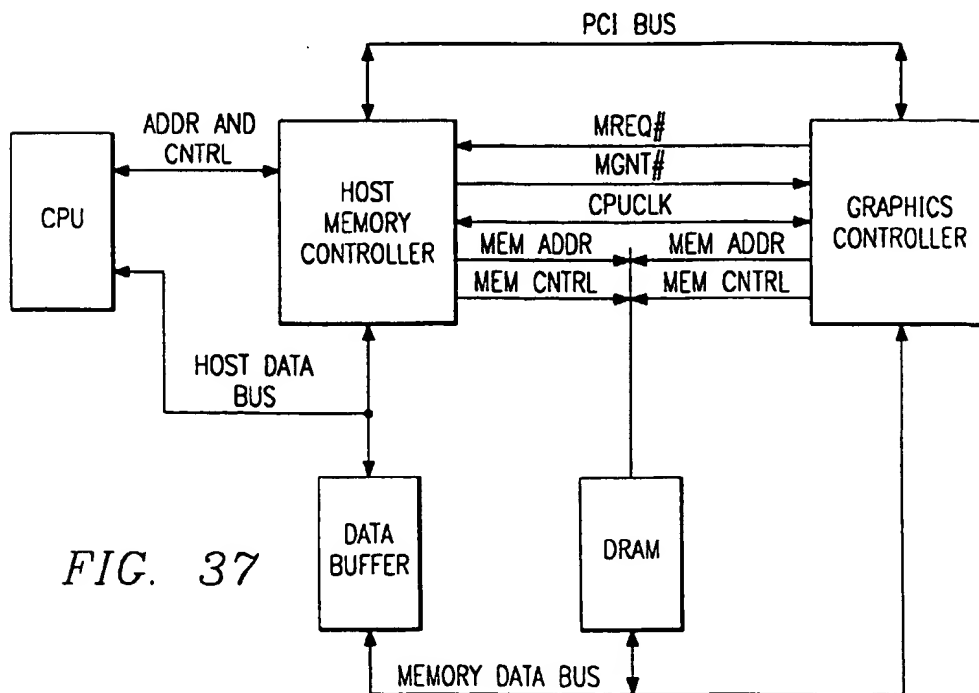 PCI BUS
ADDR AND
CNTRL
MREQ#
MGNT#
CPU
HOST
MEMORY
CONTROLLER
CPUCLK
GRAPHICS
CONTROLLER
MEM ADDR
MEM ADDR
MEM CNTRL
MEM CNTRL
HOST DATA
BUS
DATA
BUFFER
DRAM
FIG. 37
MEMORY DATA BUS